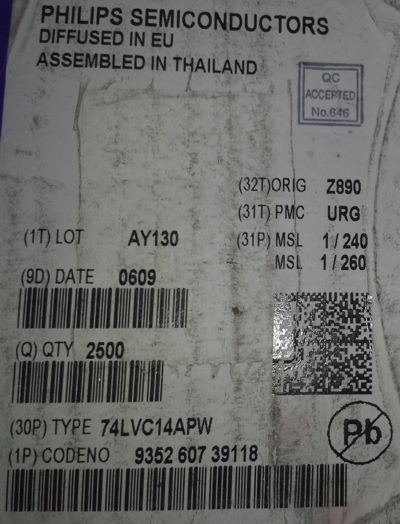 PHILIPS SEMICONDUCTORS
DIFFUSED IN EU
ASSEMBLED IN THAILAND
QC
ACCEPTED
No.646
(32T)ORIG Z890
(31T) PMC URG
(1T) LOT AY130 (31P) MSL 1 / 240
MSL 1 / 260
(9D) DATE 0609
(Q) QTY 2500
(30P) TYPE 74LVC14APW
Pb
(1P) CODENO 9352 607 39118